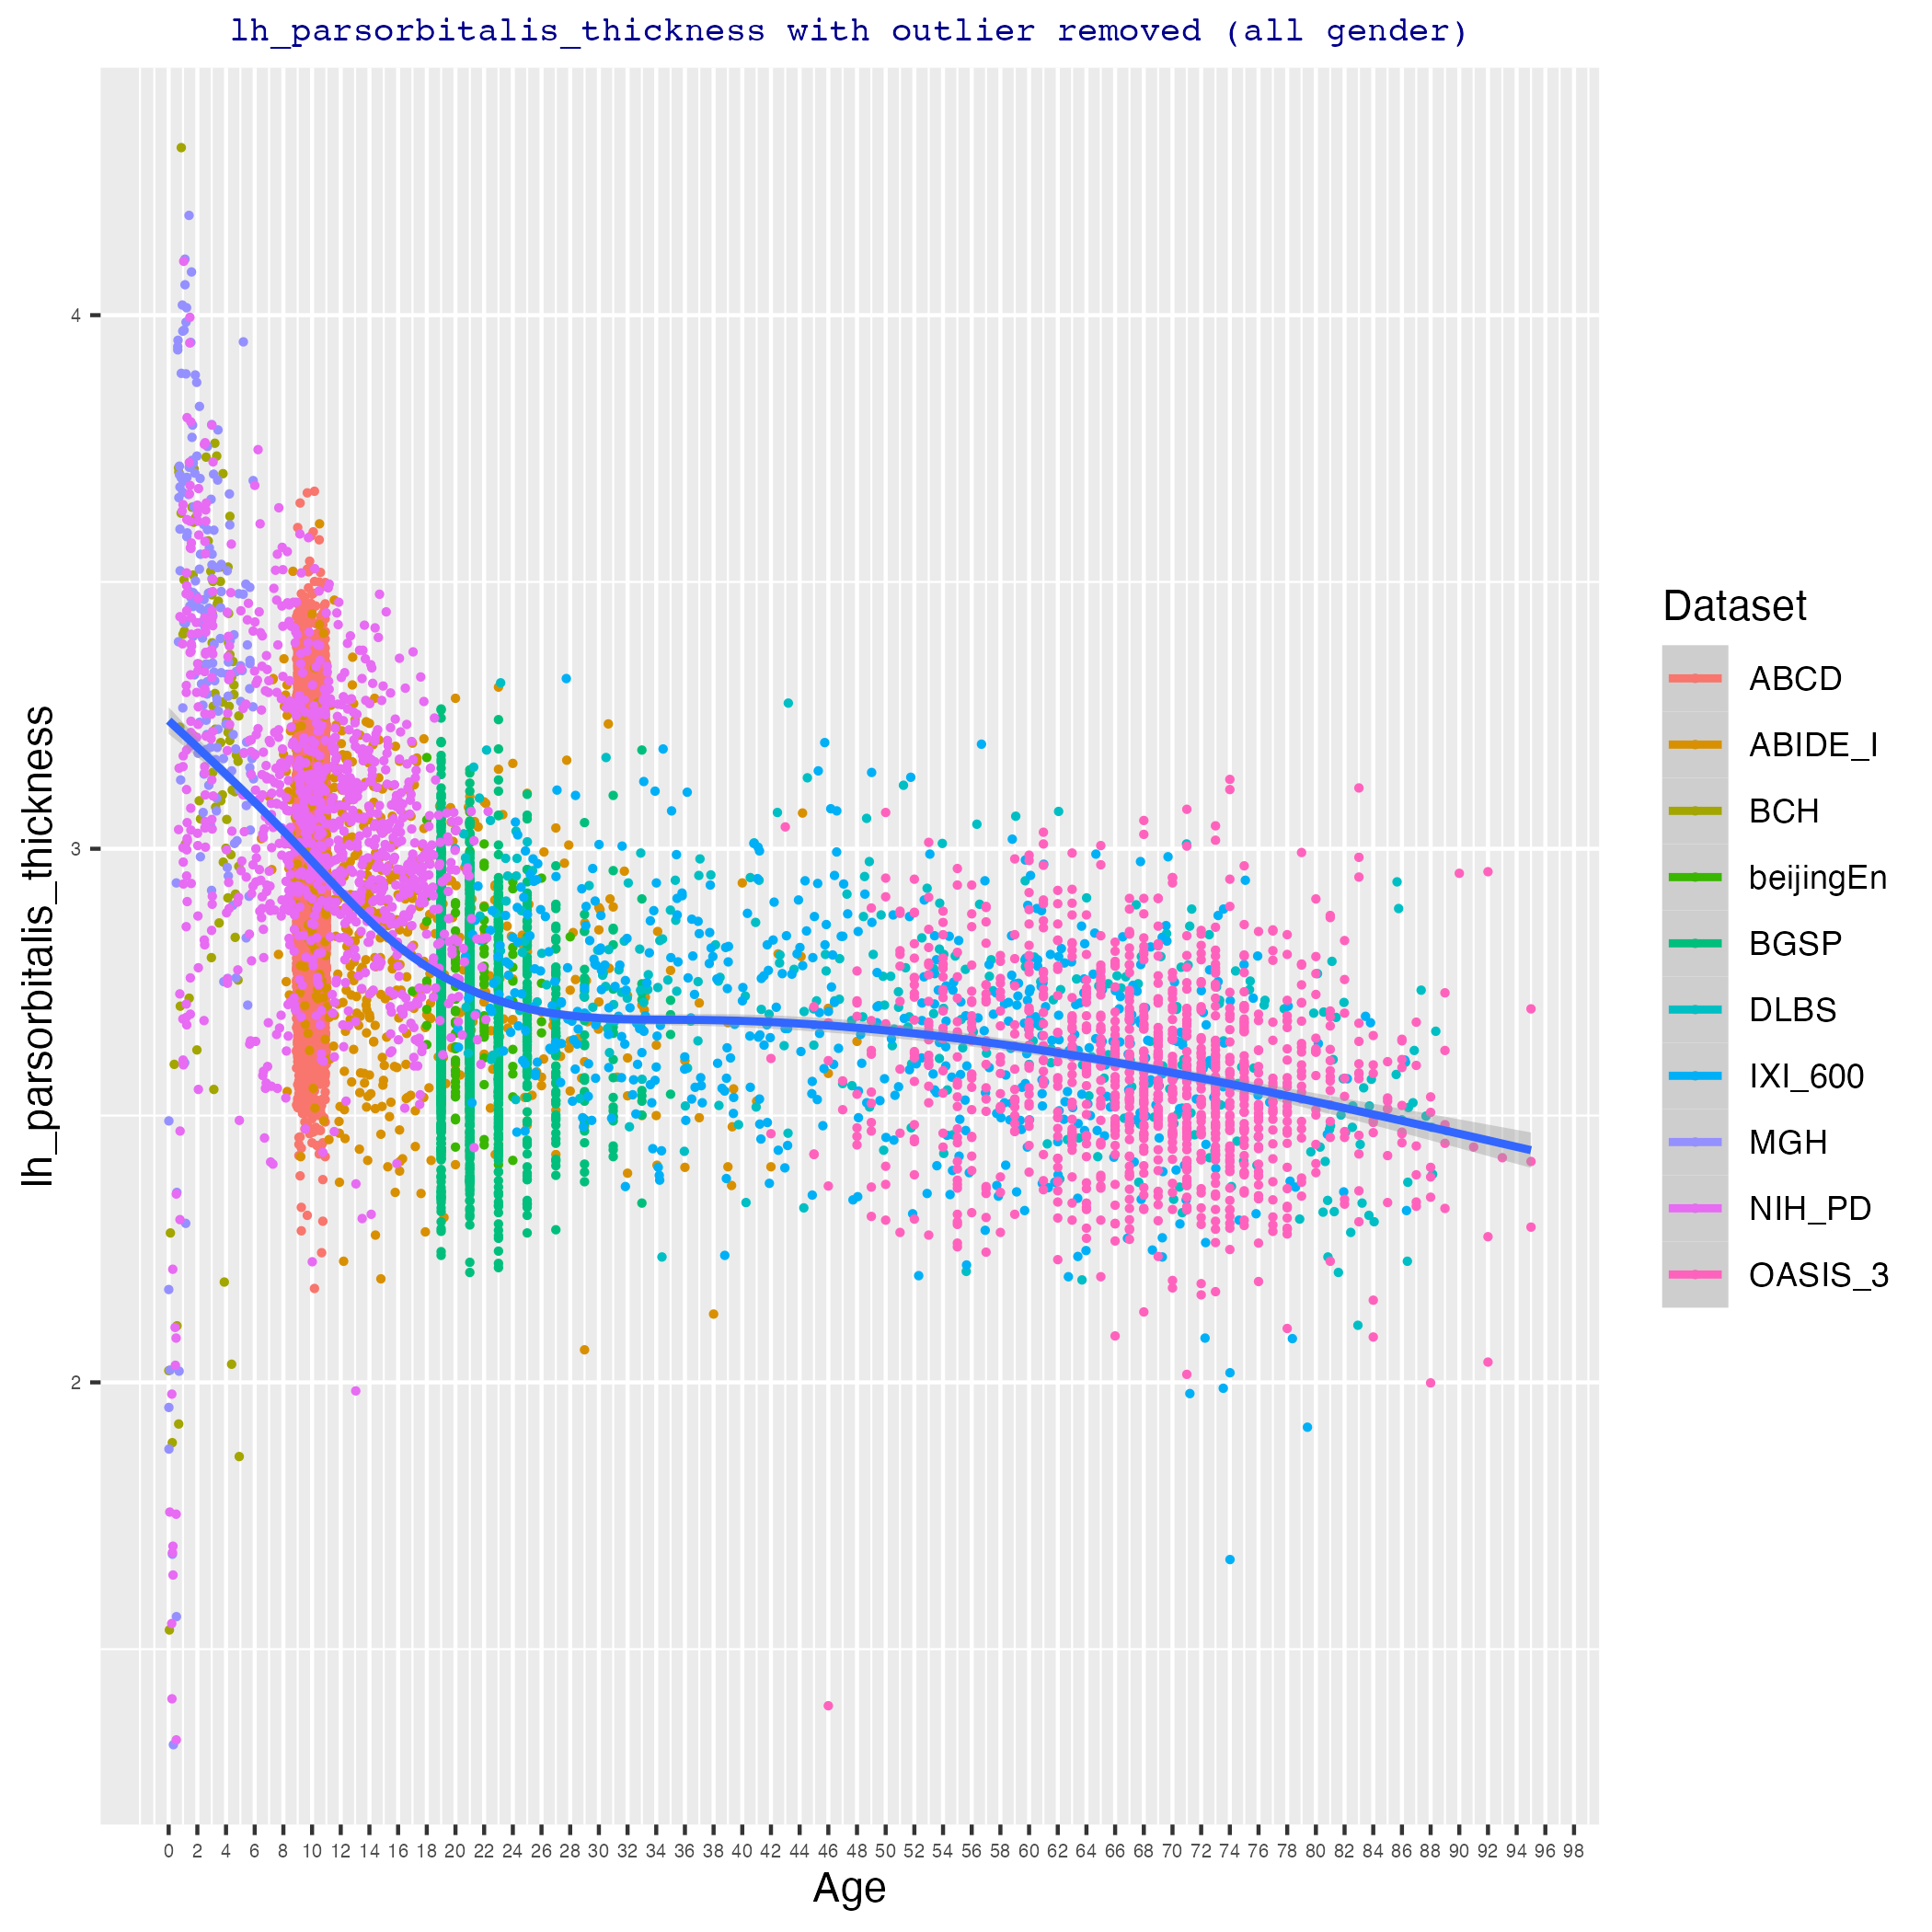 lh_parsorbitalis_thickness with outlier removed (all gender)
lh_parsorbitalis_thickness
4
3
2
0 2 4 6 8 10 12 14 16 18 20 22 24 26 28 30 32 34 36 38 40 42 44 46 48 50 52 54 56 58 60 62 64 66 68 70 72 74 76 78 80 82 84 86 88 90 92 94 96 98
Age
Dataset
ABCD
ABIDE_I
BCH
beijingEn
BGSP
DLBS
IXI_600
MGH
NIH_PD
OASIS_3